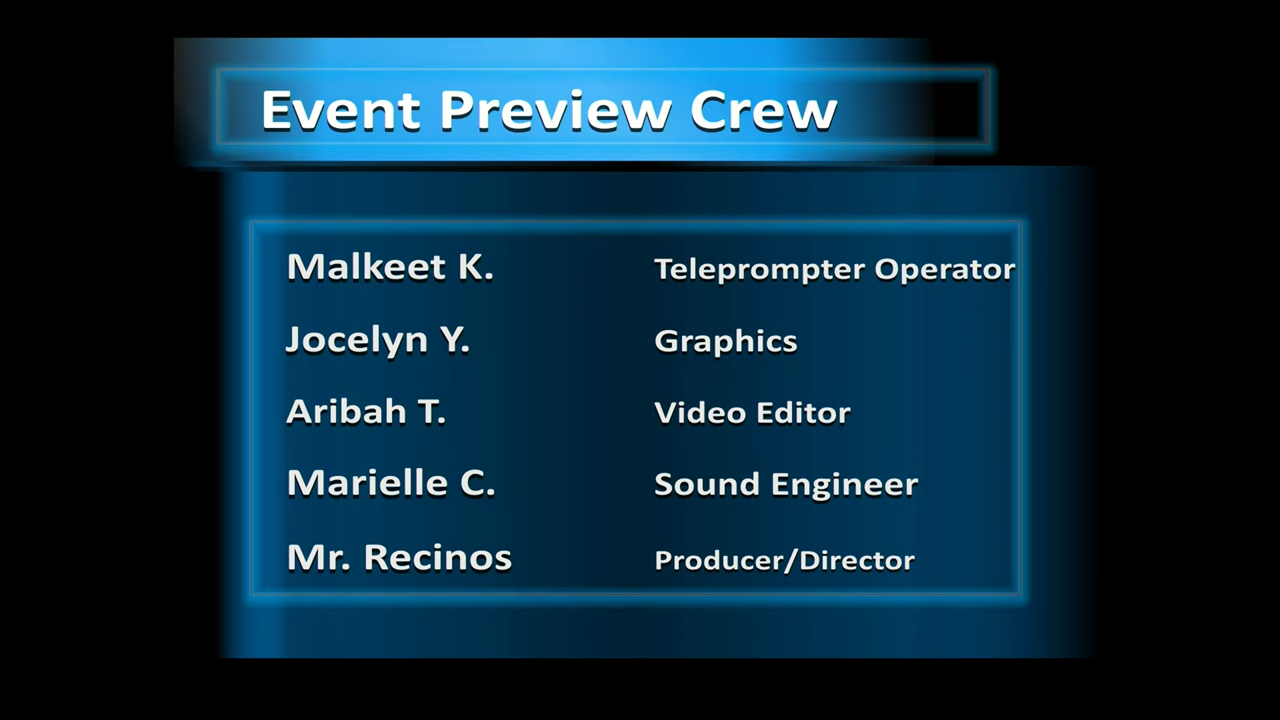 Event Preview Crew
Malkeet K. Teleprompter Operator
Jocelyn Y. Graphics
Aribah T. Video Editor
Marielle C. Sound Engineer
Mr. Recinos Producer/Director